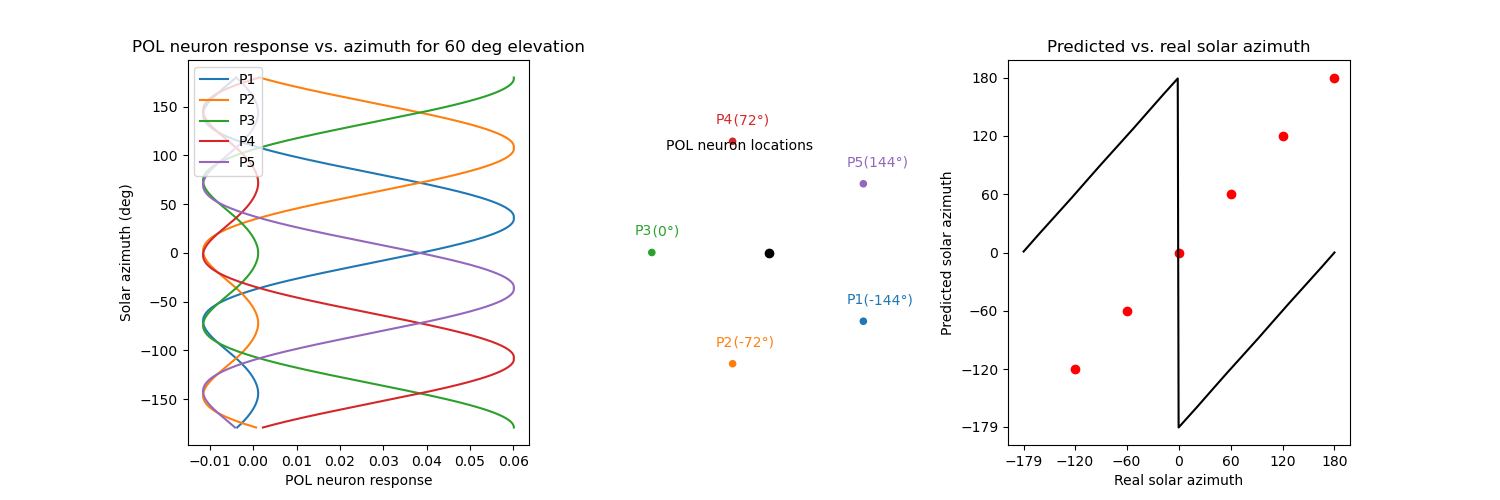 POL neuron response vs. azimuth for 60 deg elevation
P1
P2
P3
P4
P5
Solar azimuth (deg)
150
100
50
0
−50
−100
−150
−0.01 0.00 0.01 0.02 0.03 0.04 0.05 0.06
POL neuron response
P4(72°)
POL neuron locations
P5(144°)
P3(0°)
P1(-144°)
P2(-72°)
Predicted vs. real solar azimuth
Predicted solar azimuth
180
120
60
0
−60
−120
−179
−179 −120 −60 0 60 120 180
Real solar azimuth